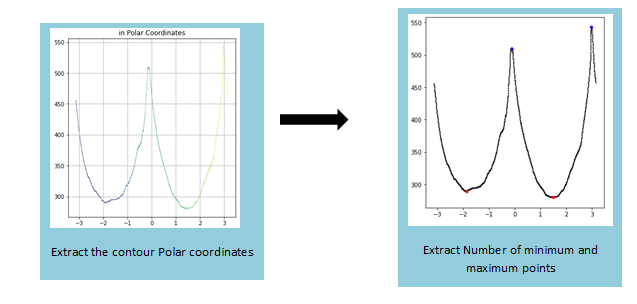 in Polar Coordinates
550
500
450
400
350
300
−3 −2 −1 0 1 2 3
Extract the contour Polar coordinates
550
500
450
400
350
300
−3 −2 −1 0 1 2 3
Extract Number of minimum and
maximum points